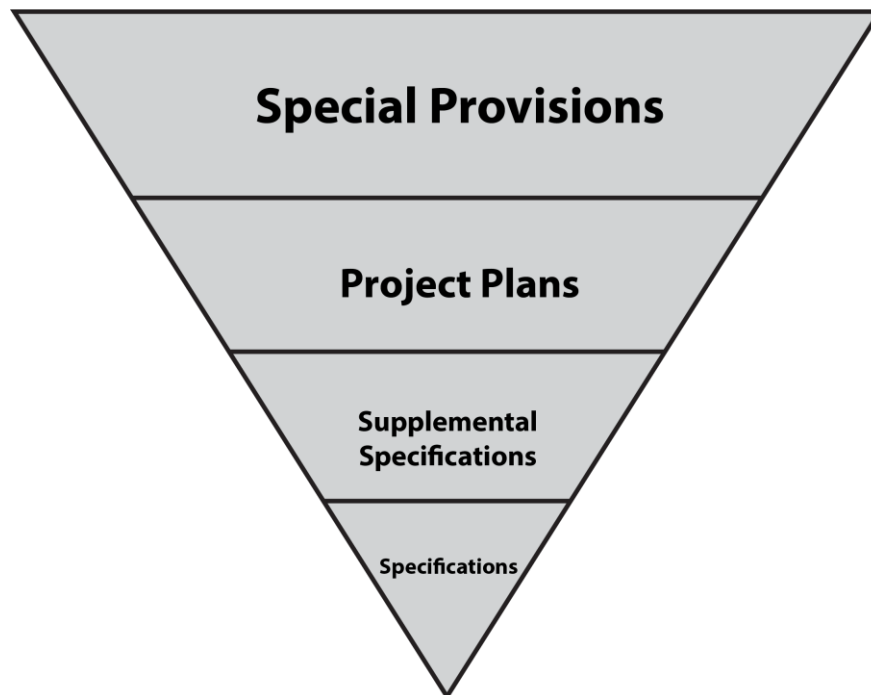 Special Provisions
Project Plans
Supplemental
Specifications
Specifications